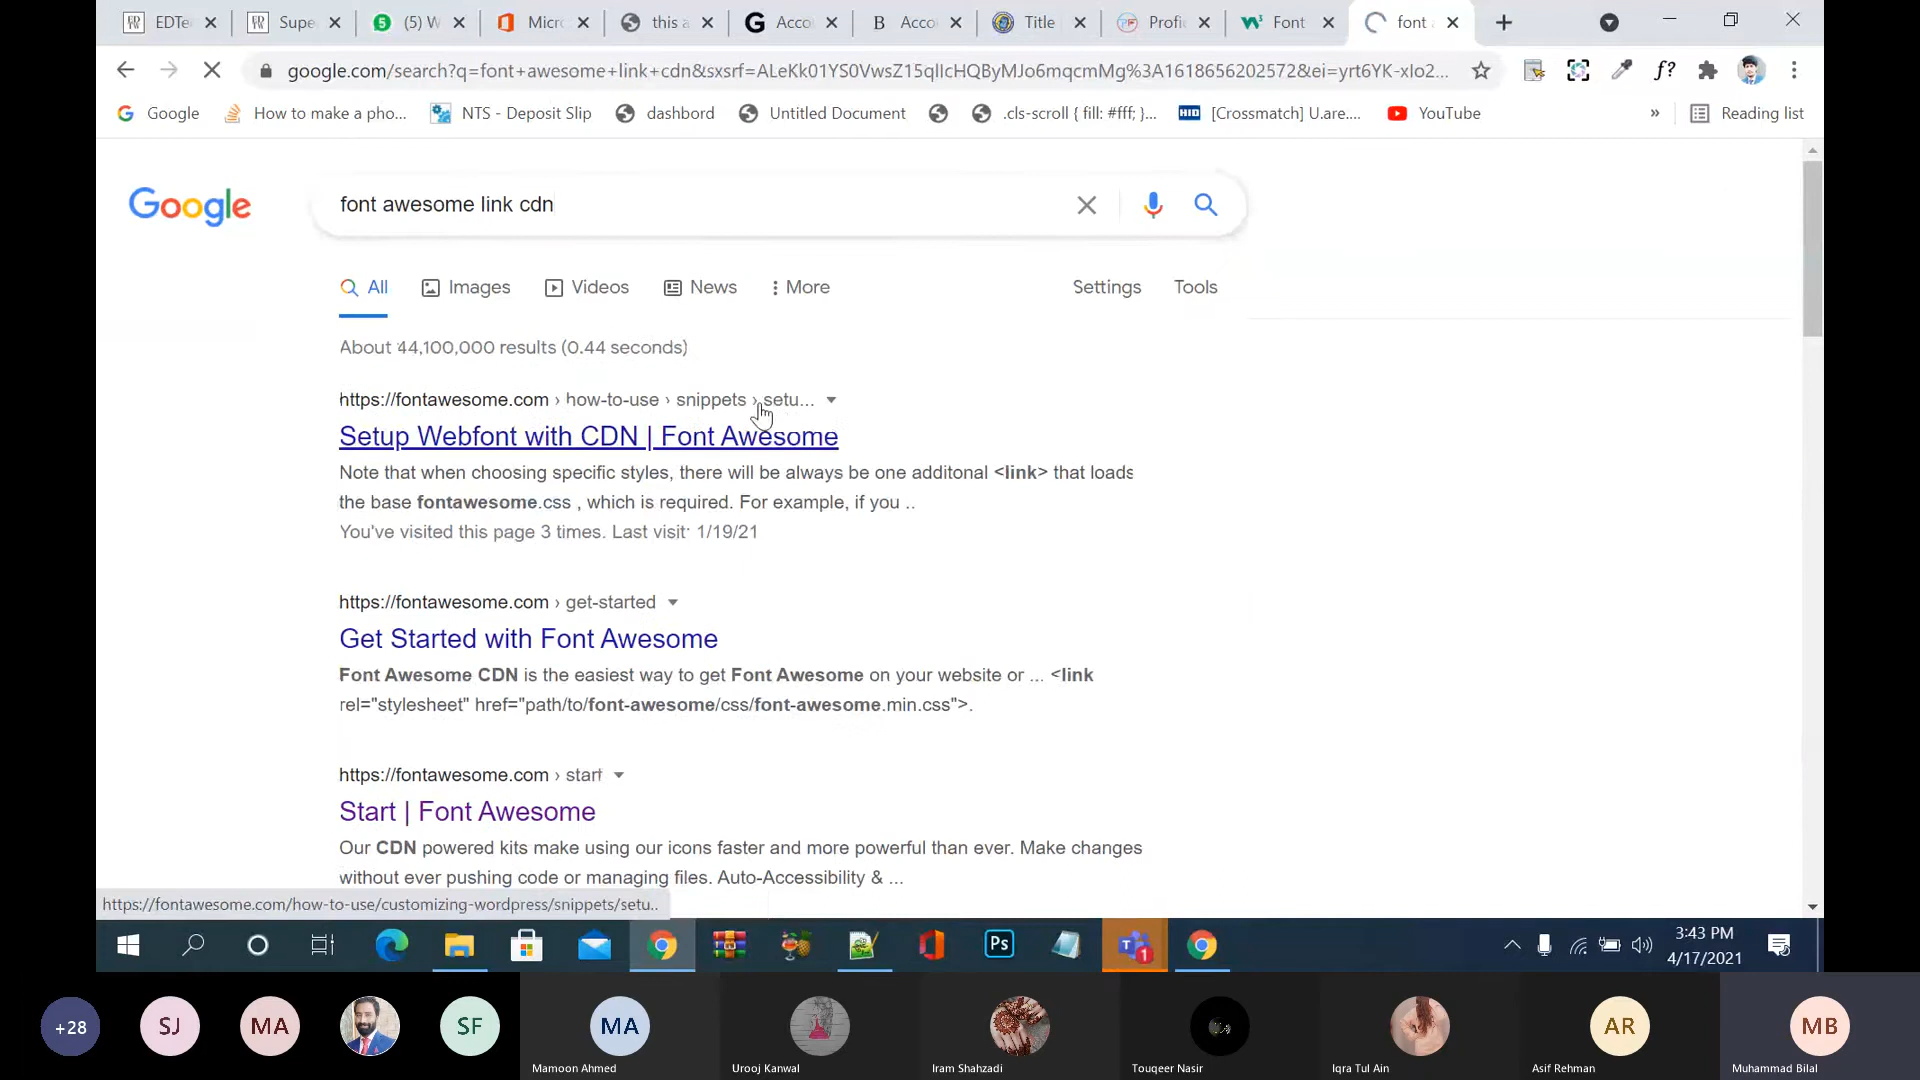 EDTe
Supe
(5) W
Micro
this a
Acco
Acco
Title
Profi
Font
font a
google.com/search?q=font+awesome+link+cdn&sxsrf=ALeKk01YS0VwsZ15qIIcHQByMJo6mqcmMg%3A1618656202572&ei=yrt6YK-xIo2...
f?
Google
How to make a pho...
NTS - Deposit Slip
dashbord
Untitled Document
.cls-scroll { fill: #fff; }...
HID
[Crossmatch] U.are....
YouTube
»
Reading list
Google
font awesome link cdn
All
Images
Videos
News
More
Settings
Tools
About 44,100,000 results (0.44 seconds)
https://fontawesome.com › how-to-use › snippets › setu...
Setup Webfont with CDN | Font Awesome
Note that when choosing specific styles, there will be always be one additonal <link> that loads
the base fontawesome.css , which is required. For example, if you ..
You've visited this page 3 times. Last visit: 1/19/21
https://fontawesome.com › get-started
Get Started with Font Awesome
Font Awesome CDN is the easiest way to get Font Awesome on your website or ... <link
rel="stylesheet" href="path/to/font-awesome/css/font-awesome.min.css">.
https://fontawesome.com › start
Start | Font Awesome
Our CDN powered kits make using our icons faster and more powerful than ever. Make changes
without ever pushing code or managing files. Auto-Accessibility & ...
https://fontawesome.com/how-to-use/customizing-wordpress/snippets/setu..
Ps
1
3:43 PM
4/17/2021
+28
SJ
MA
SF
MA
AR
MB
Mamoon Ahmed
Urooj Kanwal
Iram Shahzadi
Touqeer Nasir
Iqra Tul Ain
Asif Rehman
Muhammad Bilal